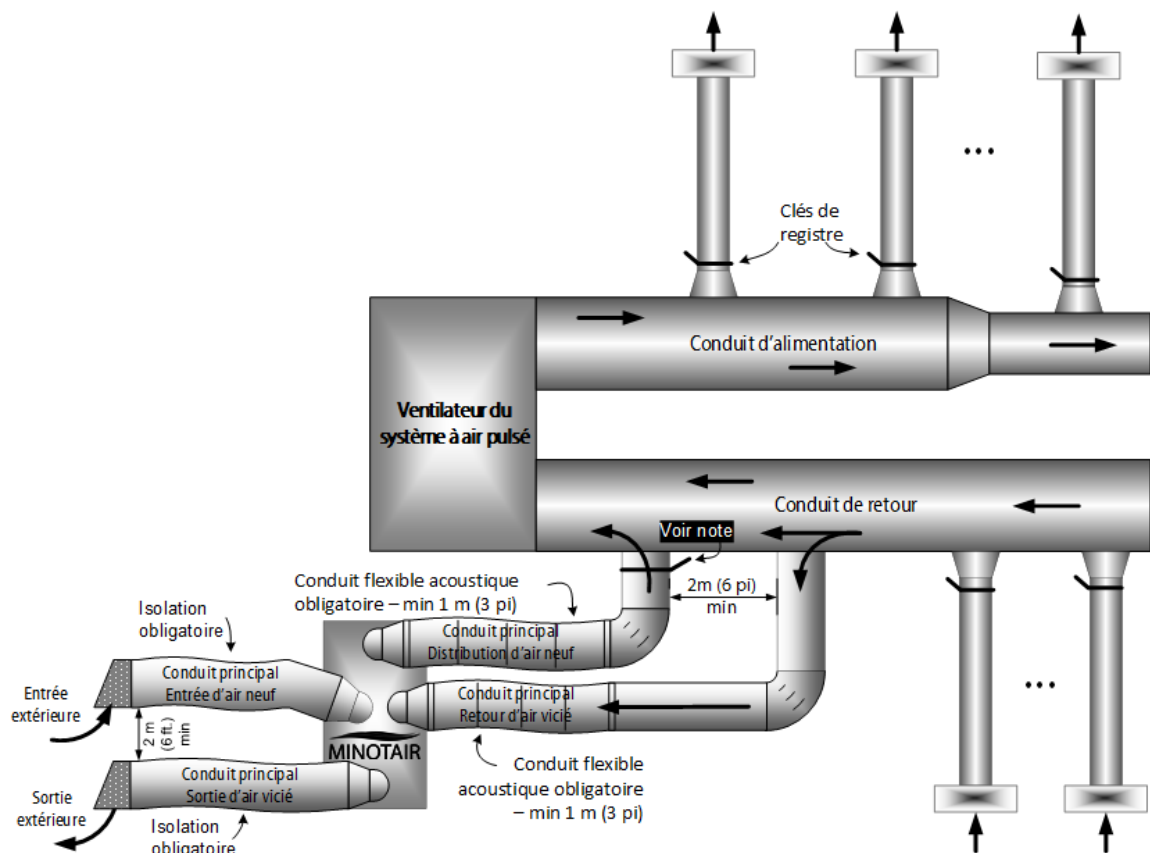 Clés de
registre
Conduit d'alimentation
Ventilateur du
système à air pulsé
Conduit de retour
Voir note
2m (6 pi)
min
Conduit flexible acoustique
obligatoire – min 1 m (3 pi)
Isolation
obligatoire
Conduit principal
Distribution d'air neuf
Conduit principal
Entrée d'air neuf
Conduit principal
Retour d'air vicié
Entrée
extérieure
2 m
(6 ft.)
min
MINOTAIR
Conduit flexible
acoustique obligatoire
– min 1 m (3 pi)
Conduit principal
Sortie d'air vicié
Sortie
extérieure
Isolation
obligatoire